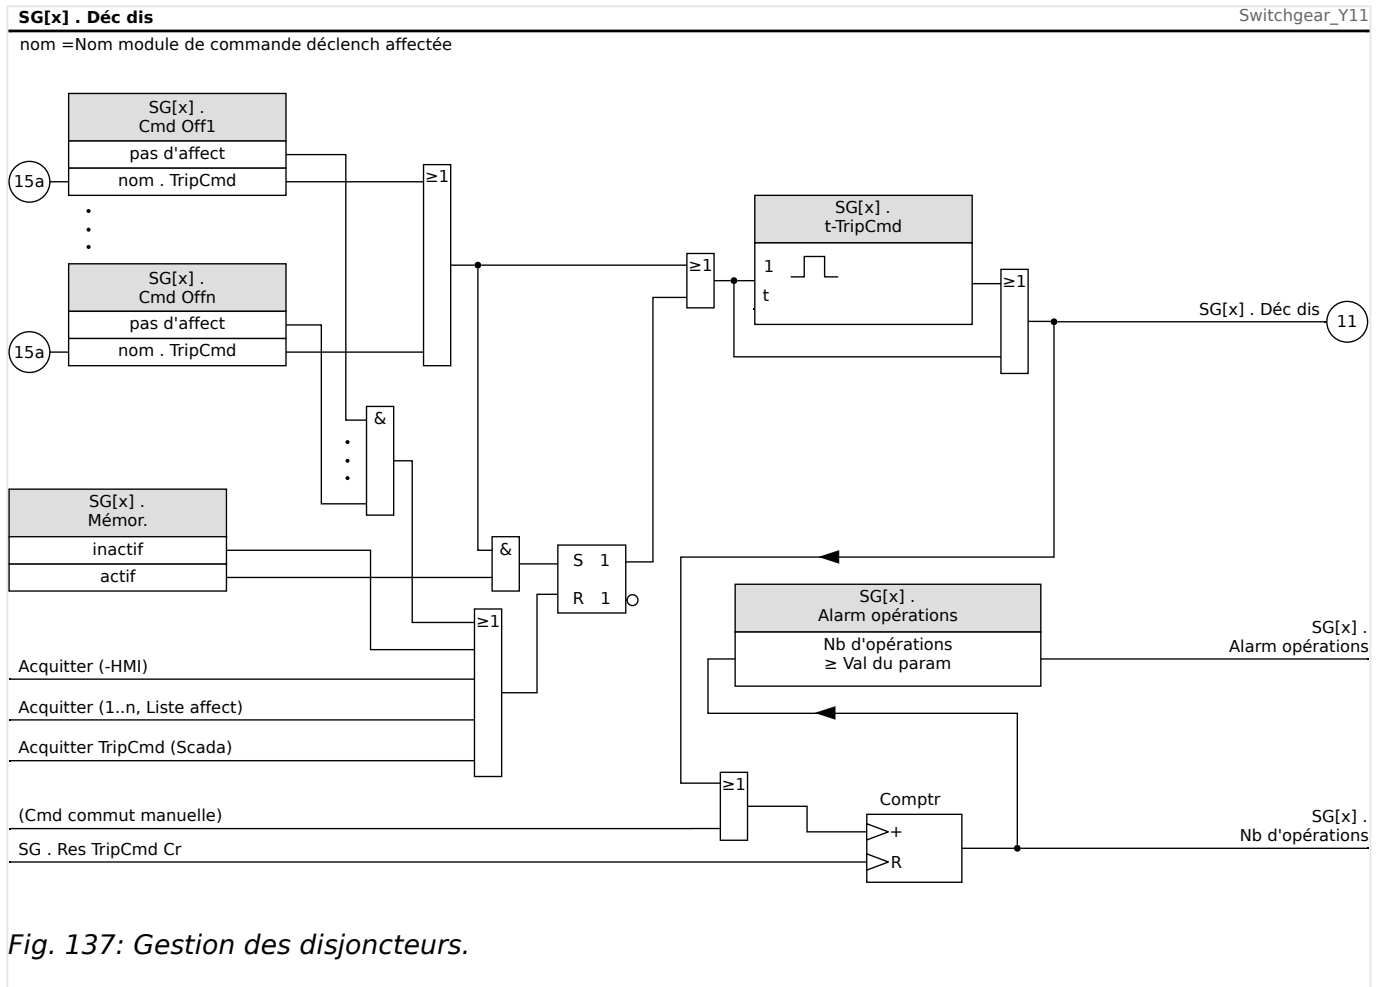 SG[x] . Déc dis
Switchgear_Y11
nom =Nom module de commande déclench affectée
SG[x] .
Cmd Off1
pas d'affect
15a
nom . TripCmd
≥1
SG[x] .
Cmd Offn
pas d'affect
15a
nom . TripCmd
≥1
SG[x] .
t-TripCmd
1
t
≥1
SG[x] . Déc dis
11
&
SG[x] .
Mémor.
inactif
actif
&
S 1
R 1
≥1
Acquitter (-HMI)
Acquitter (1..n, Liste affect)
Acquitter TripCmd (Scada)
SG[x] .
Alarm opérations
Nb d'opérations
≥ Val du param
SG[x] .
Alarm opérations
(Cmd commut manuelle)
≥1
SG . Res TripCmd Cr
Comptr
+
R
SG[x] .
Nb d'opérations
Fig. 137: Gestion des disjoncteurs.